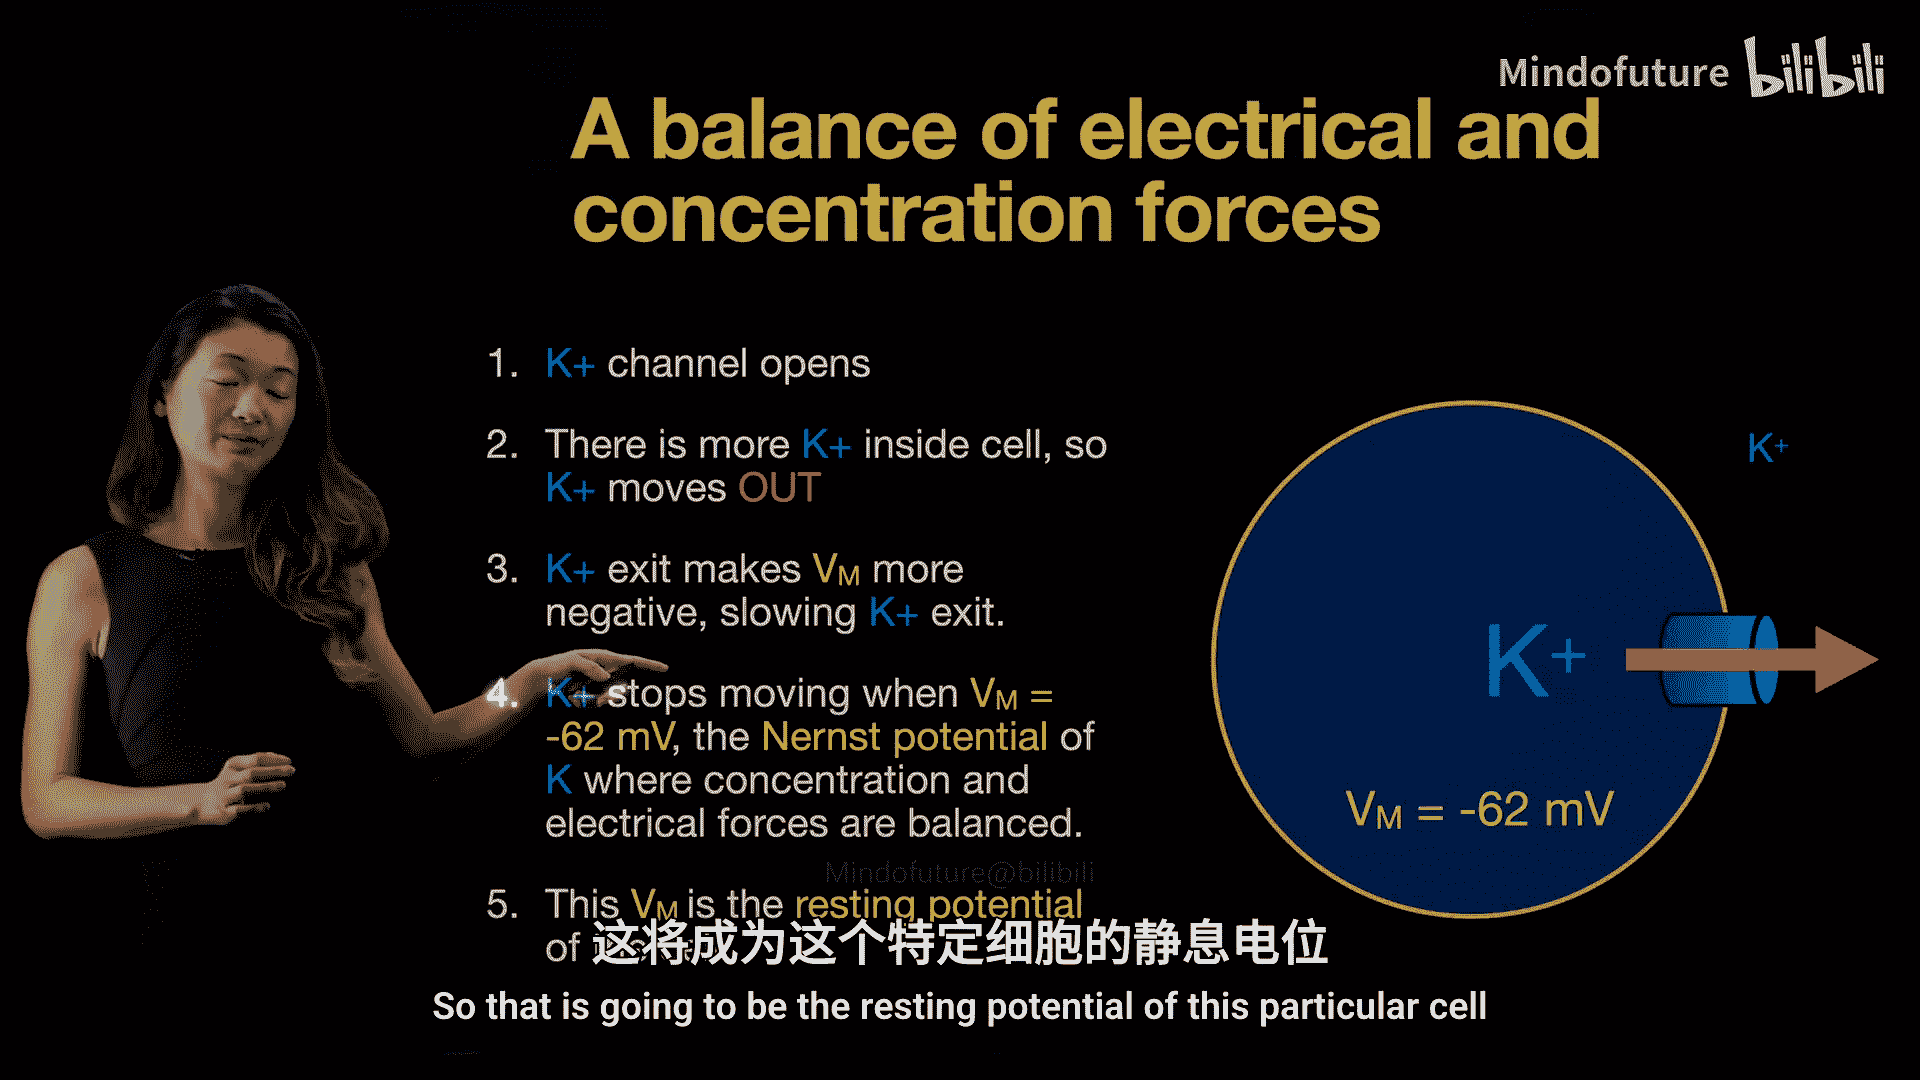 Mindofuture bilibili
A balance of electrical and
concentration forces
1. K+ channel opens
2. There is more K+ inside cell, so
K+ moves OUT
3. K+ exit makes VM more
negative, slowing K+ exit.
4. K+ stops moving when VM =
-62 mV, the Nernst potential of
K where concentration and
electrical forces are balanced.
5. This VM is the resting potential
of
K+
K+
VM = -62 mV
Mindofuture@bilibili
这将成为这个特定细胞的静息电位
So that is going to be the resting potential of this particular cell